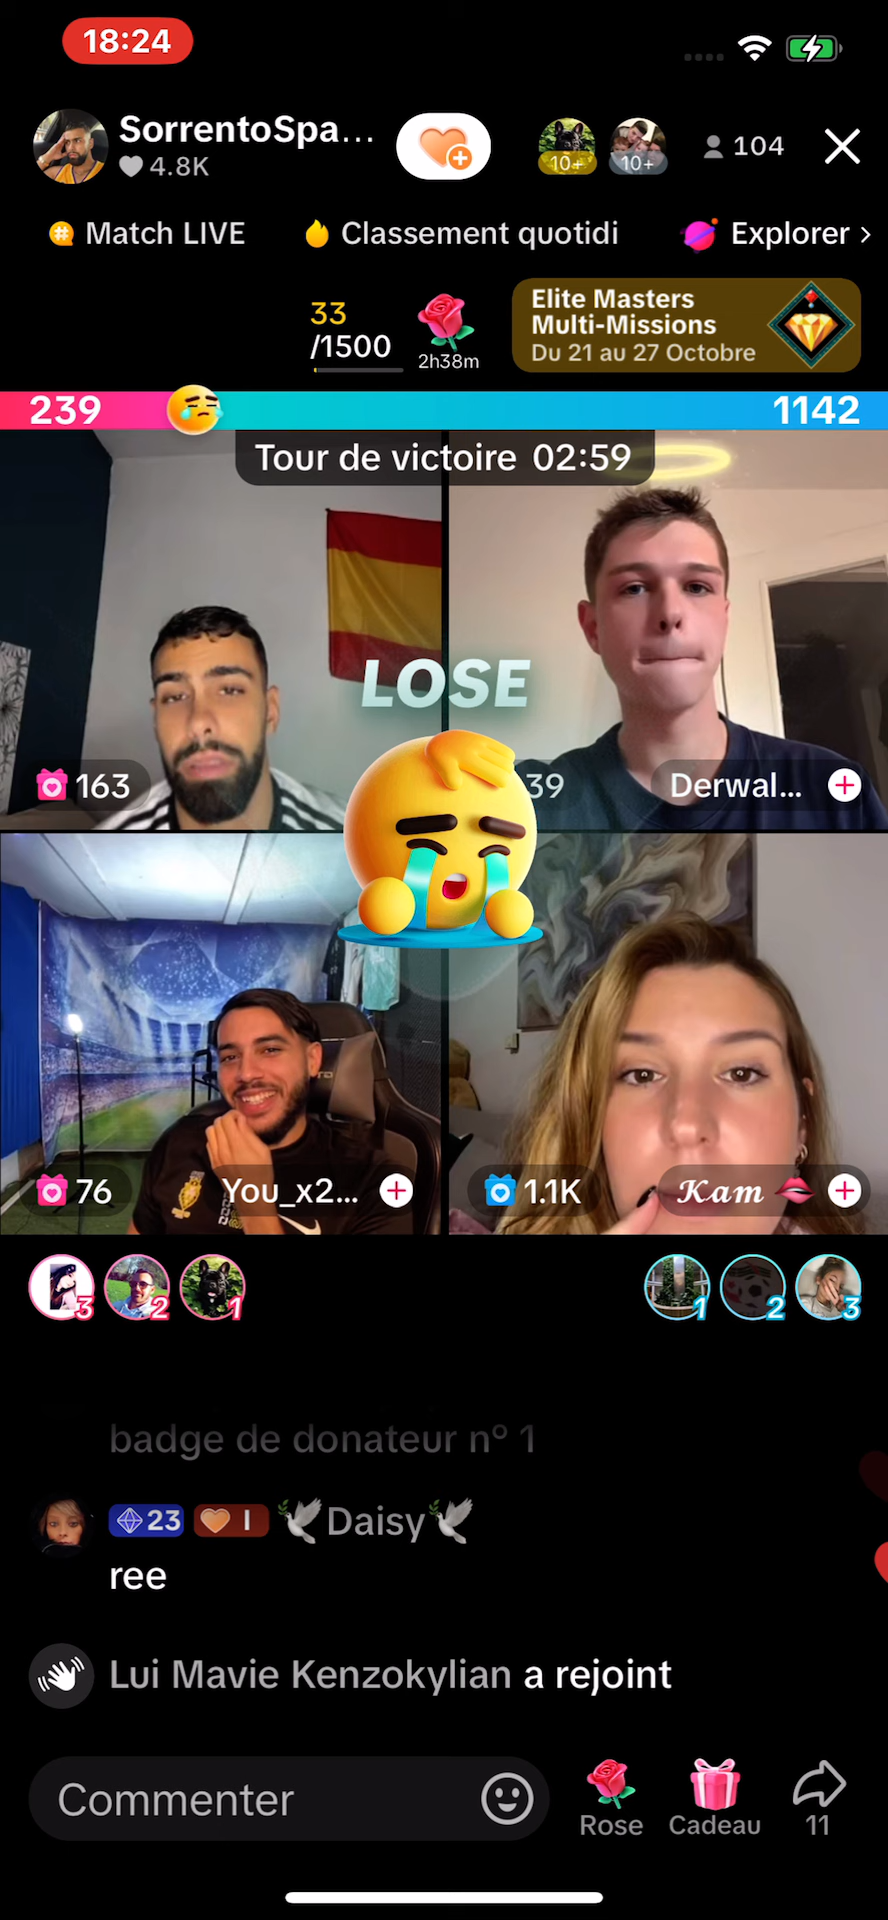 18:24
SorrentoSpa...
4.8K
10+
10+
104
Match LIVE
Classement quotidi
Explorer >
33
/1500
2h38m
Elite Masters
Multi-Missions
Du 21 au 27 Octobre
239
1142
Tour de victoire 02:59
LOSE
163
39
Derwal...
76
You_x2...
1.1K
Kam
3
2
1
1
2
3
badge de donateur nº 1
23
I
Daisy
ree
Lui Mavie Kenzokylian a rejoint
Commenter
Rose
Cadeau
11